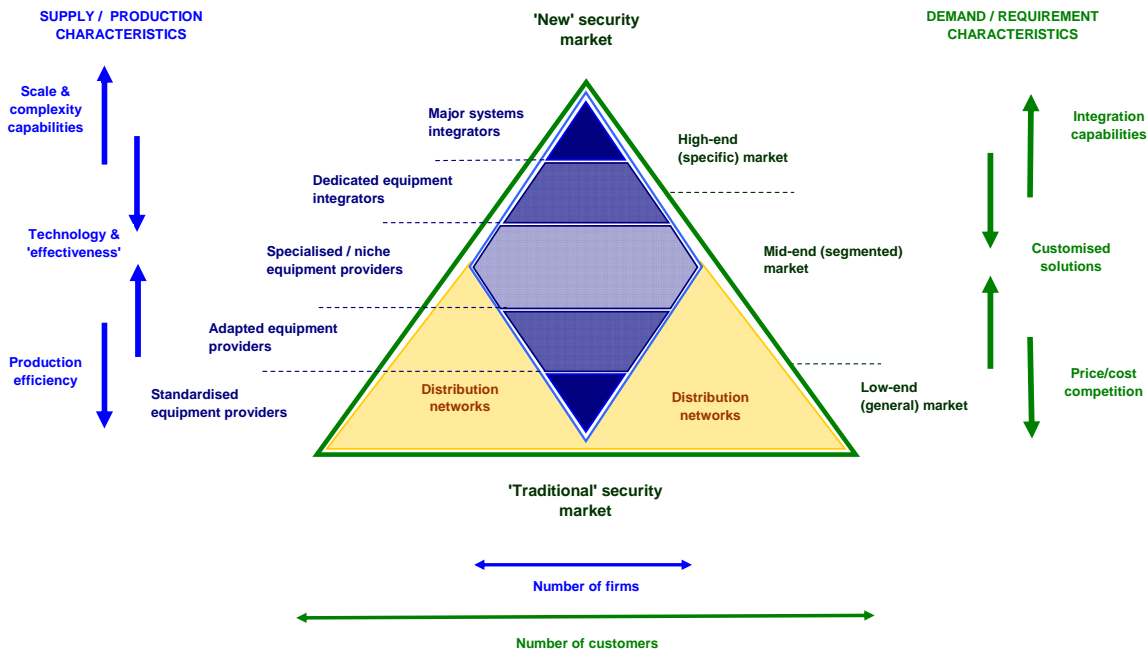 SUPPLY / PRODUCTION
CHARACTERISTICS
'New' security
market
DEMAND / REQUIREMENT
CHARACTERISTICS
Scale &
complexity
capabilities
Technology &
'effectiveness'
Production
efficiency
Major systems
integrators
Dedicated equipment
integrators
Specialised / niche
equipment providers
Adapted equipment
providers
Standardised
equipment providers
Distribution
networks
Distribution
networks
High-end
(specific) market
Mid-end (segmented)
market
Low-end
(general) market
Integration
capabilities
Customised
solutions
Price/cost
competition
'Traditional' security
market
Number of firms
Number of customers